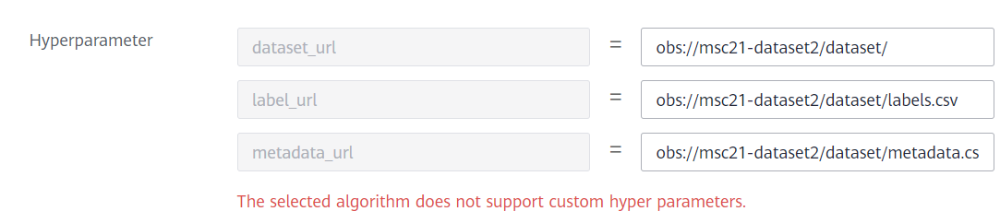 Hyperparameter
dataset_url = obs://msc21-dataset2/dataset/
label_url = obs://msc21-dataset2/dataset/labels.csv
metadata_url = obs://msc21-dataset2/dataset/metadata.cs
The selected algorithm does not support custom hyper parameters.